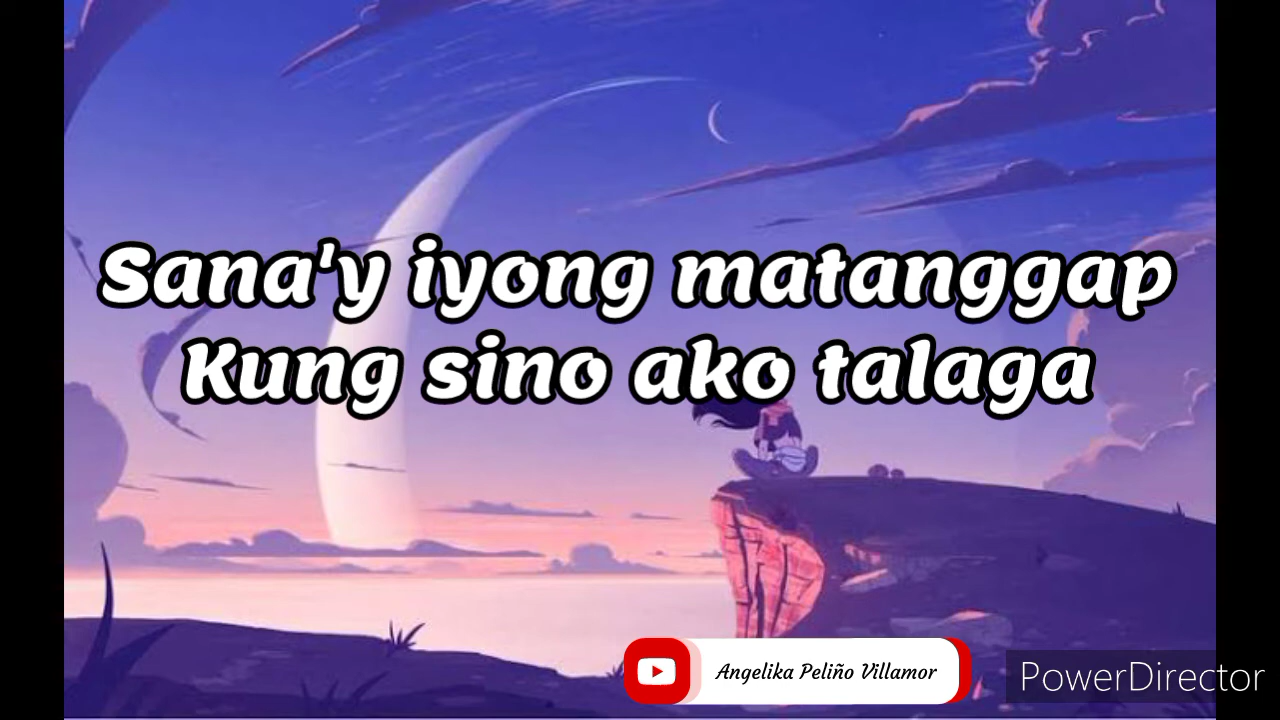 Sana'y iyong matanggap
Kung sino ako talaga
Angelika Peliño Villamor
PowerDirector